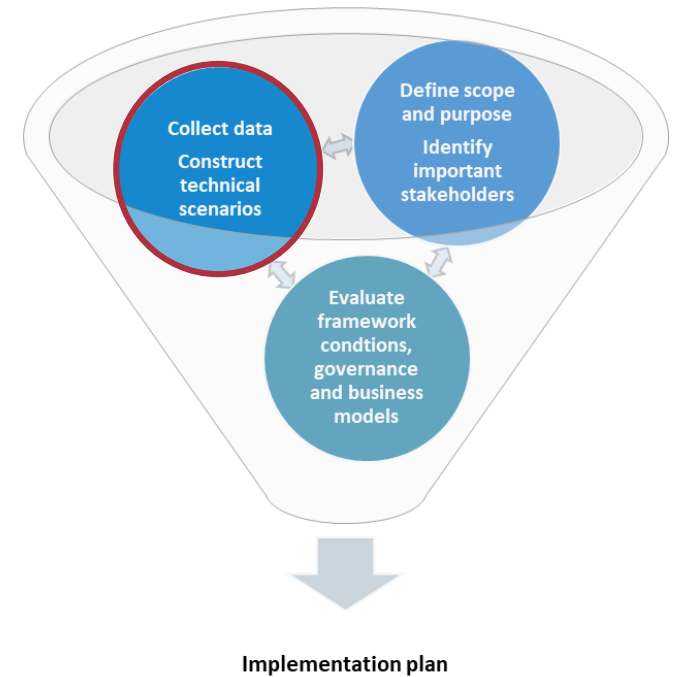 Collect data
Construct
technical
scenarios
Define scope
and purpose
Identify
important
stakeholders
Evaluate
framework
condtions,
governance
and business
models
Implementation plan